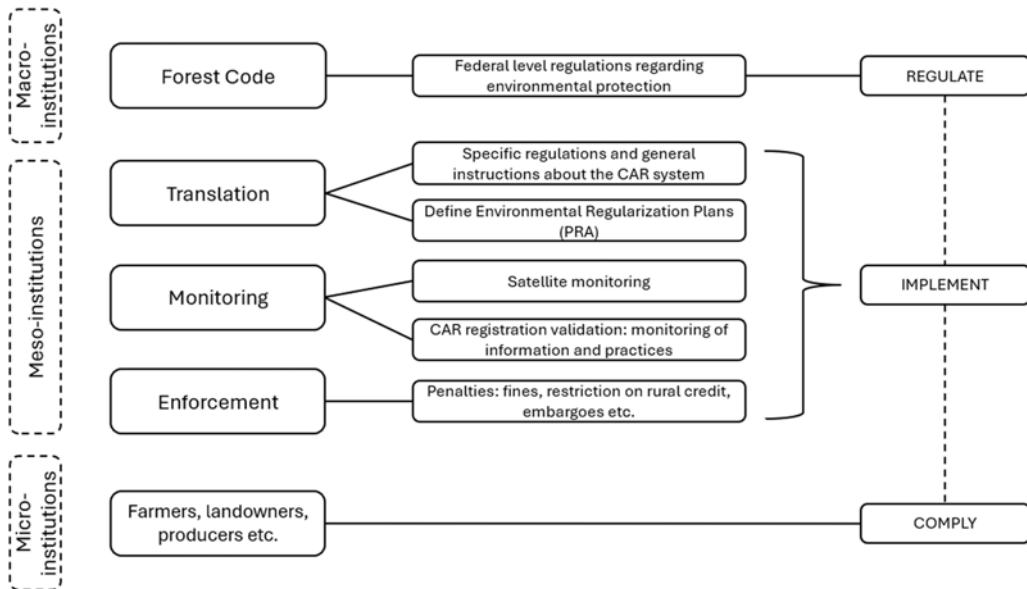 Macro-
institutions
Forest Code
Federal level regulations regarding
environmental protection
REGULATE
Meso-institutions
Translation
Specific regulations and general
instructions about the CAR system
Define Environmental Regularization Plans
(PRA)
Monitoring
Satellite monitoring
CAR registration validation: monitoring of
information and practices
IMPLEMENT
Enforcement
Penalties: fines, restriction on rural credit,
embargoes etc.
Micro-
institutions
Farmers, landowners,
producers etc.
COMPLY